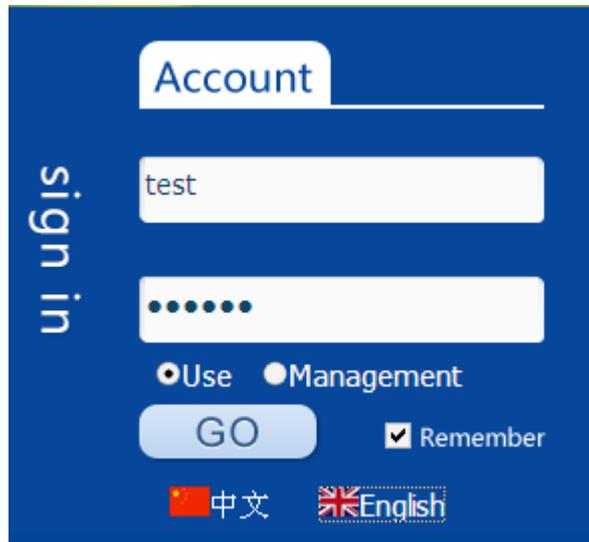 Account
sign in
test
••••••
Use Management
GO Remember
中文 English